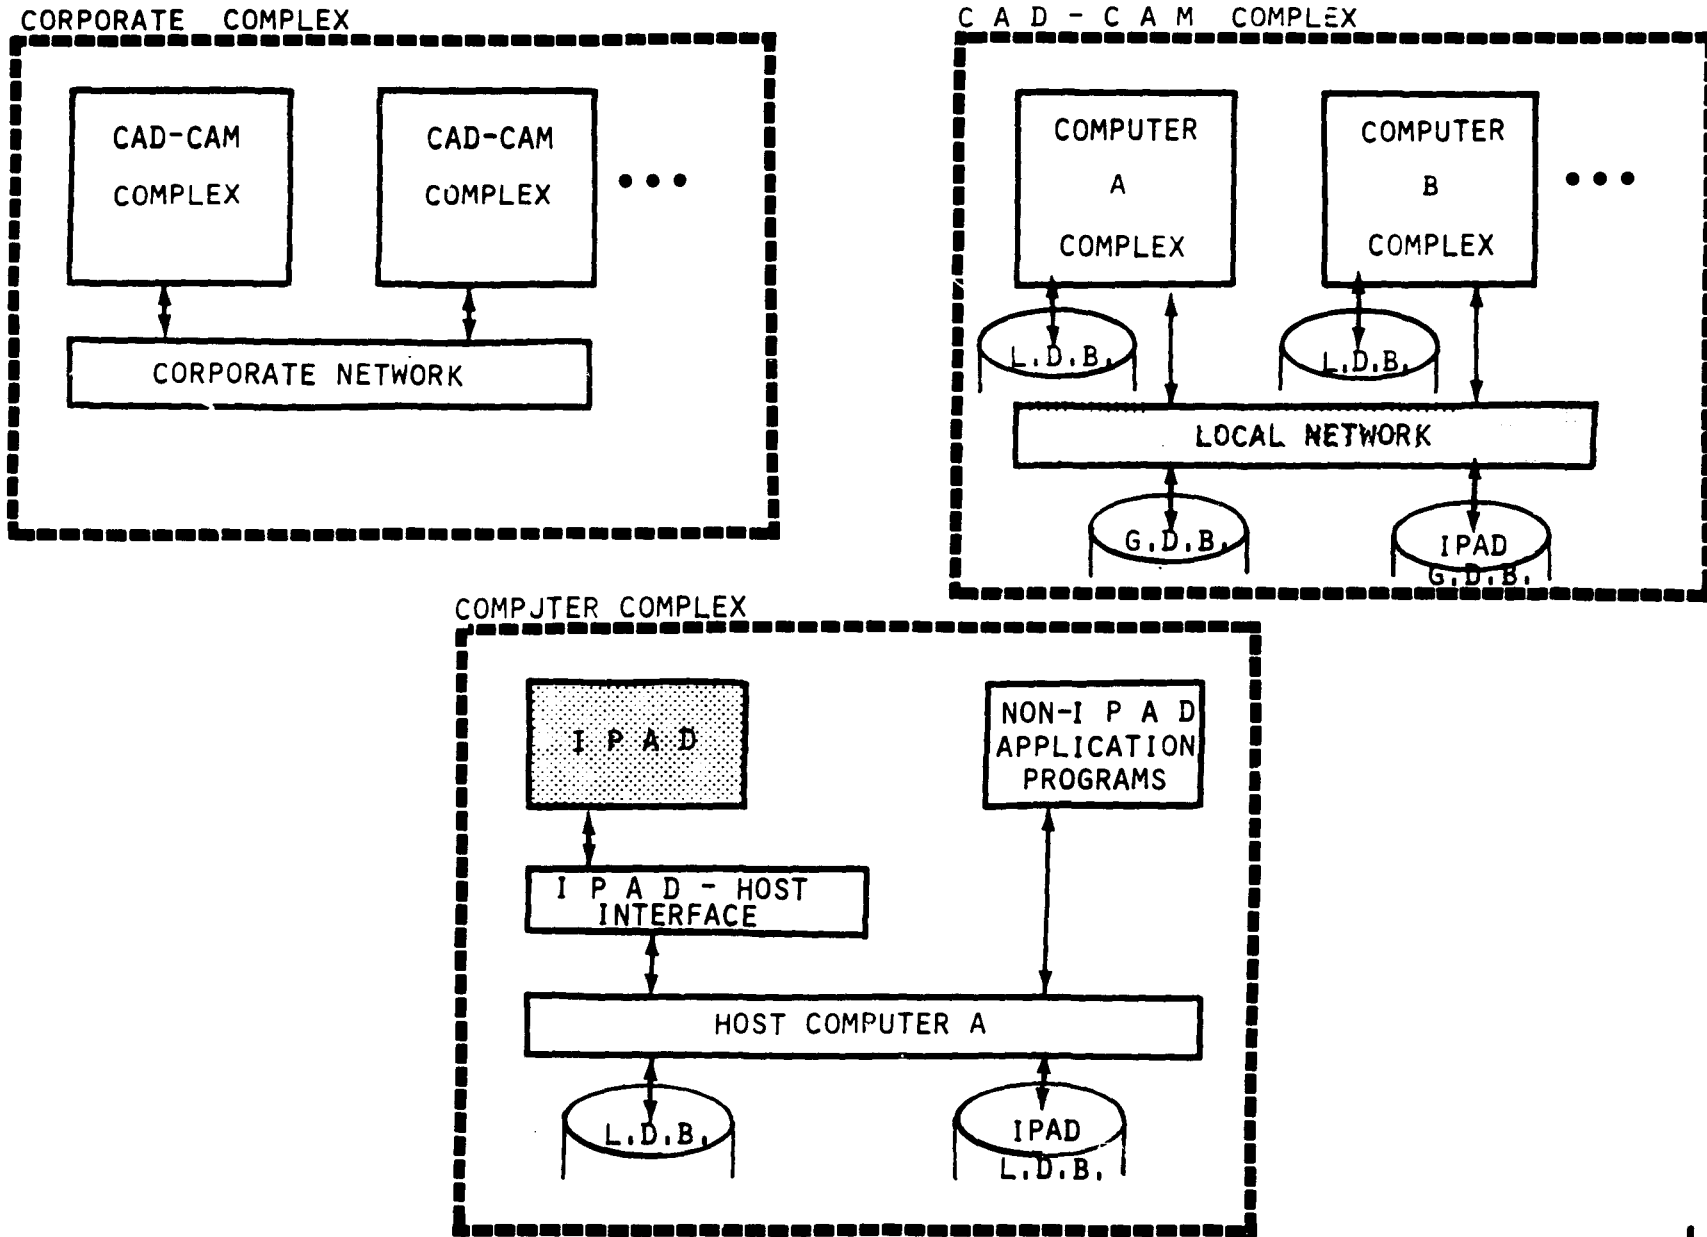 CORPORATE COMPLEX
CAD-CAM
COMPLEX
CAD-CAM
COMPLEX
•••
CORPORATE NETWORK
C A D - C A M COMPLEX
COMPUTER
A
COMPLEX
COMPUTER
B
COMPLEX
•••
L.D.B.
L.D.B.
LOCAL NETWORK
G.D.B.
IPAD
G.D.B.
COMPUTER COMPLEX
I P A D
NON-I P A D
APPLICATION
PROGRAMS
I P A D - HOST
INTERFACE
HOST COMPUTER A
L.D.B.
IPAD
L.D.B.